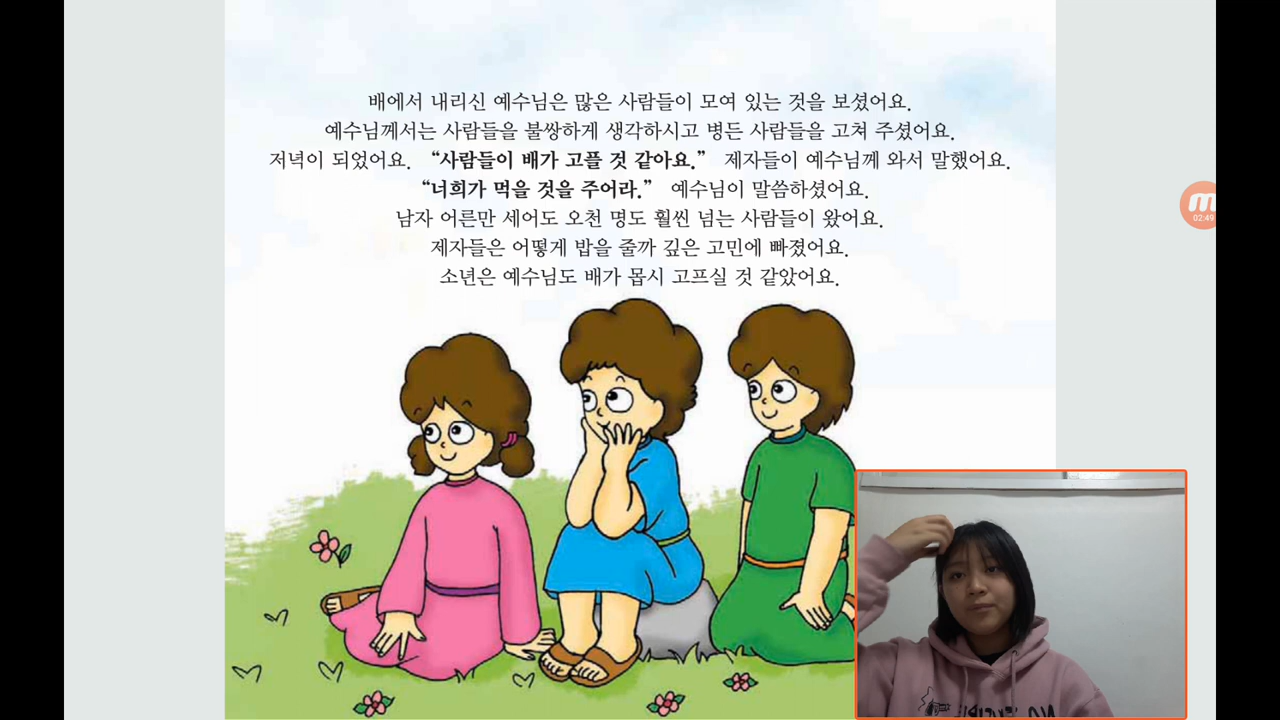 배에서 내리신 예수님은 많은 사람들이 모여 있는 것을 보셨어요.
예수님께서는 사람들을 불쌍하게 생각하시고 병든 사람들을 고쳐 주셨어요.
저녁이 되었어요. “사람들이 배가 고플 것 같아요.” 제자들이 예수님께 와서 말했어요.
“너희가 먹을 것을 주어라.” 예수님이 말씀하셨어요.
남자 어른만 세어도 오천 명도 훨씬 넘는 사람들이 왔어요.
제자들은 어떻게 밥을 줄까 깊은 고민에 빠졌어요.
소년은 예수님도 배가 몹시 고프실 것 같았어요.
02:49